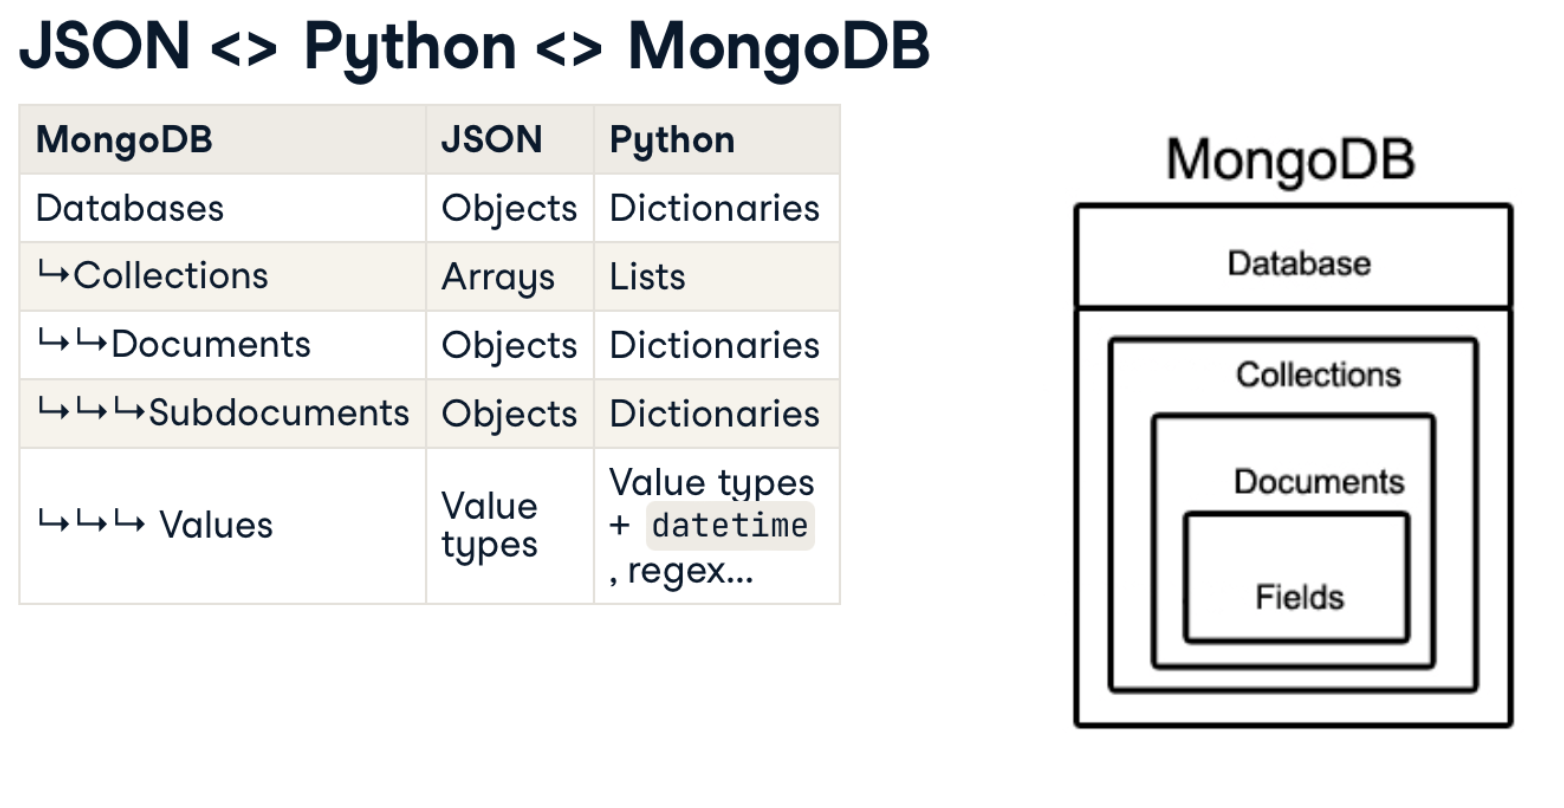 JSON <> Python <> MongoDB
MongoDB JSON Python
Databases Objects Dictionaries
↳Collections Arrays Lists
↳↳Documents Objects Dictionaries
↳↳↳Subdocuments Objects Dictionaries
↳↳↳ Values Value types Value types + datetime , regex...
MongoDB
Database
Collections
Documents
Fields